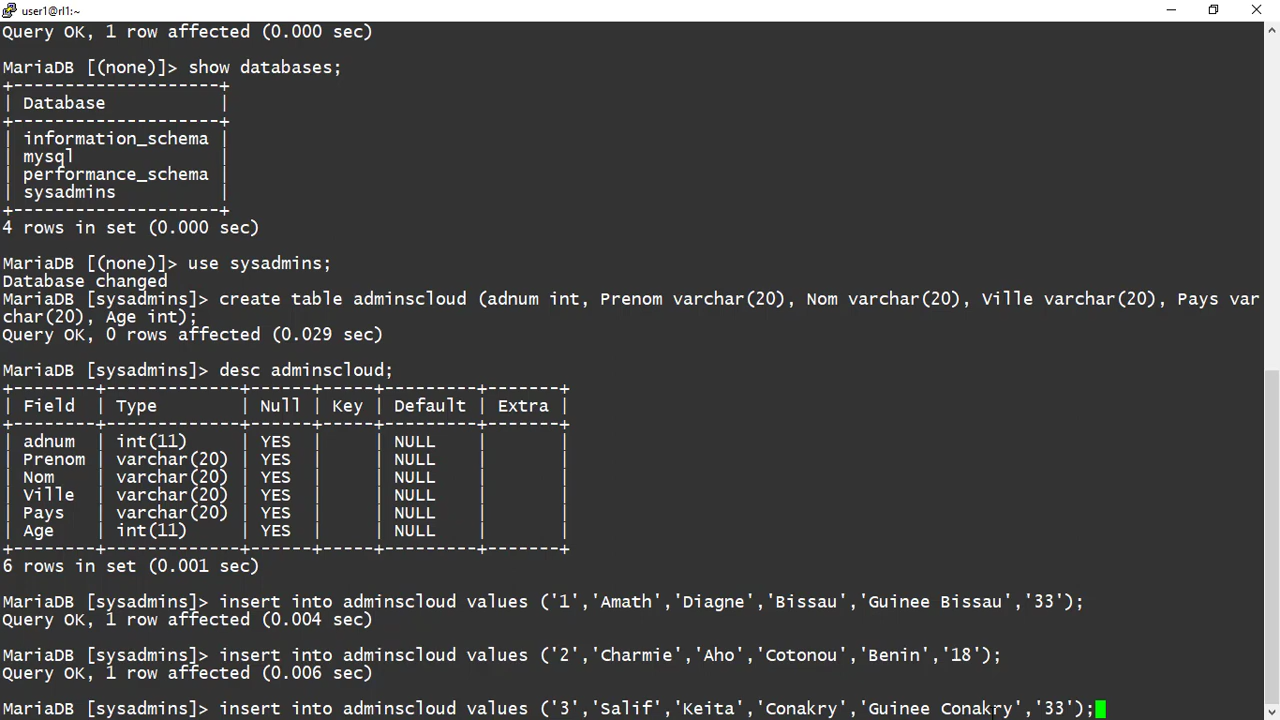 user1@rl1:~
Query OK, 1 row affected (0.000 sec)
MariaDB [(none)]> show databases;
+--------------------+
| Database           |
+--------------------+
| information_schema |
| mysql              |
| performance_schema |
| sysadmins          |
+--------------------+
4 rows in set (0.000 sec)
MariaDB [(none)]> use sysadmins;
Database changed
MariaDB [sysadmins]> create table adminscloud (adnum int, Prenom varchar(20), Nom varchar(20), Ville varchar(20), Pays var
char(20), Age int);
Query OK, 0 rows affected (0.029 sec)
MariaDB [sysadmins]> desc adminscloud;
+--------+-------------+------+-----+---------+-------+
| Field  | Type        | Null | Key | Default | Extra |
+--------+-------------+------+-----+---------+-------+
| adnum  | int(11)     | YES  |     | NULL    |       |
| Prenom | varchar(20) | YES  |     | NULL    |       |
| Nom    | varchar(20) | YES  |     | NULL    |       |
| Ville  | varchar(20) | YES  |     | NULL    |       |
| Pays   | varchar(20) | YES  |     | NULL    |       |
| Age    | int(11)     | YES  |     | NULL    |       |
+--------+-------------+------+-----+---------+-------+
6 rows in set (0.001 sec)
MariaDB [sysadmins]> insert into adminscloud values ('1','Amath','Diagne','Bissau','Guinee Bissau','33');
Query OK, 1 row affected (0.004 sec)
MariaDB [sysadmins]> insert into adminscloud values ('2','Charmie','Aho','Cotonou','Benin','18');
Query OK, 1 row affected (0.006 sec)
MariaDB [sysadmins]> insert into adminscloud values ('3','Salif','Keita','Conakry','Guinee Conakry','33');